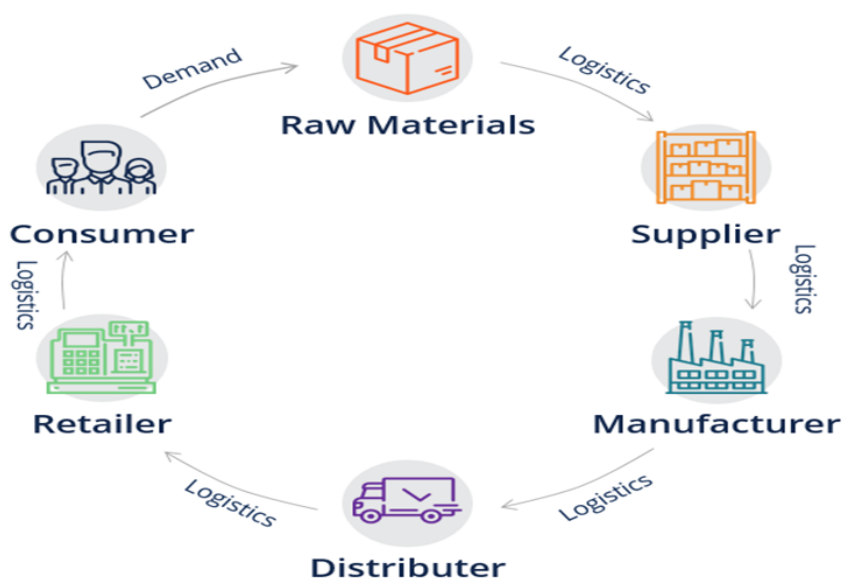 Demand
Logistics
Raw Materials
Consumer
Supplier
Logistics
Logistics
Retailer
Manufacturer
Logistics
Logistics
Distributer